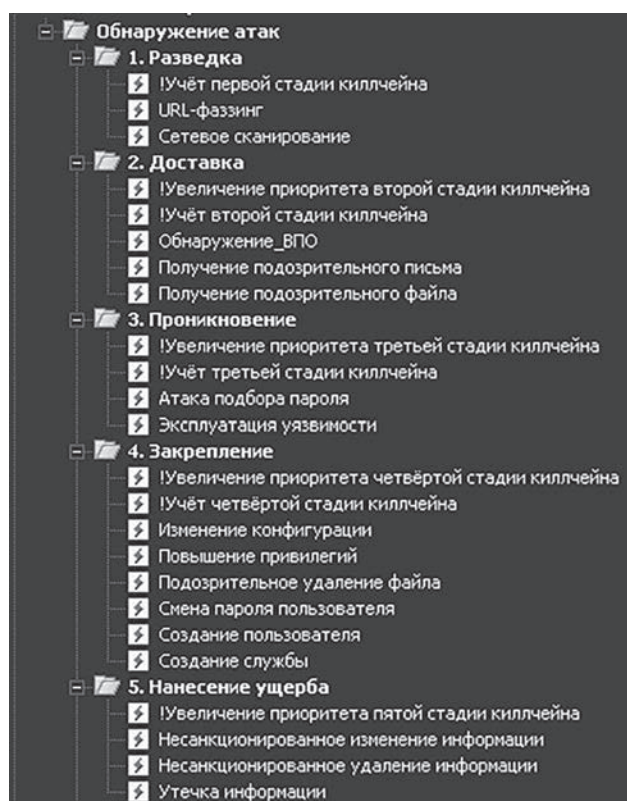 Обнаружение атак
1. Разведка
!Учёт первой стадии киллчейна
URL-фаззинг
Сетевое сканирование
2. Доставка
!Увеличение приоритета второй стадии киллчейна
!Учёт второй стадии киллчейна
Обнаружение_ВПО
Получение подозрительного письма
Получение подозрительного файла
3. Проникновение
!Увеличение приоритета третьей стадии киллчейна
!Учёт третьей стадии киллчейна
Атака подбора пароля
Эксплуатация уязвимости
4. Закрепление
!Увеличение приоритета четвёртой стадии киллчейна
!Учёт четвёртой стадии киллчейна
Изменение конфигурации
Повышение привилегий
Подозрительное удаление файла
Смена пароля пользователя
Создание пользователя
Создание службы
5. Нанесение ущерба
!Увеличение приоритета пятой стадии киллчейна
Несанкционированное изменение информации
Несанкционированное удаление информации
Утечка информации